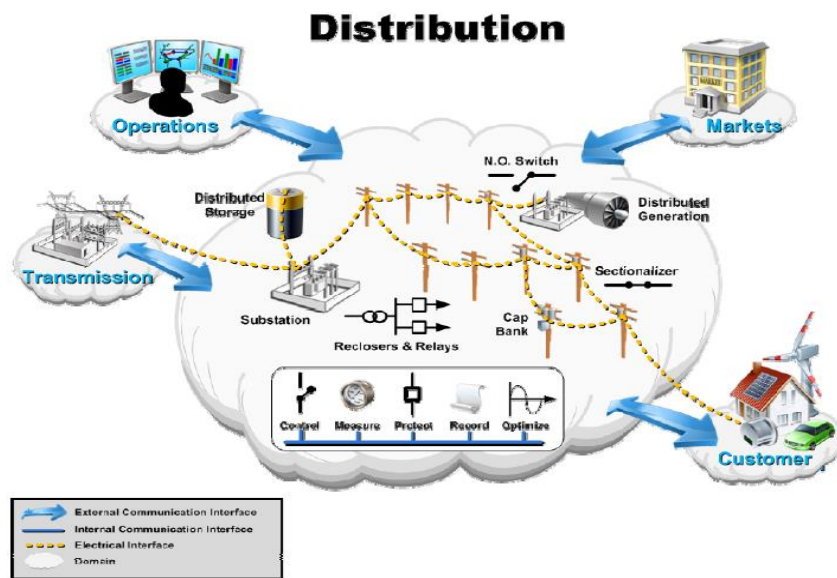 Distribution
Operations
Markets
N.O. Switch
Distributed
Storage
Distributed
Generation
Transmission
Sectionalizer
Substation
Cap
Bank
Reclosers & Relays
Control
Measure
Protect
Record
Optimize
Customer
External Communication Interface
Internal Communication Interface
Electrical Interface
Domain